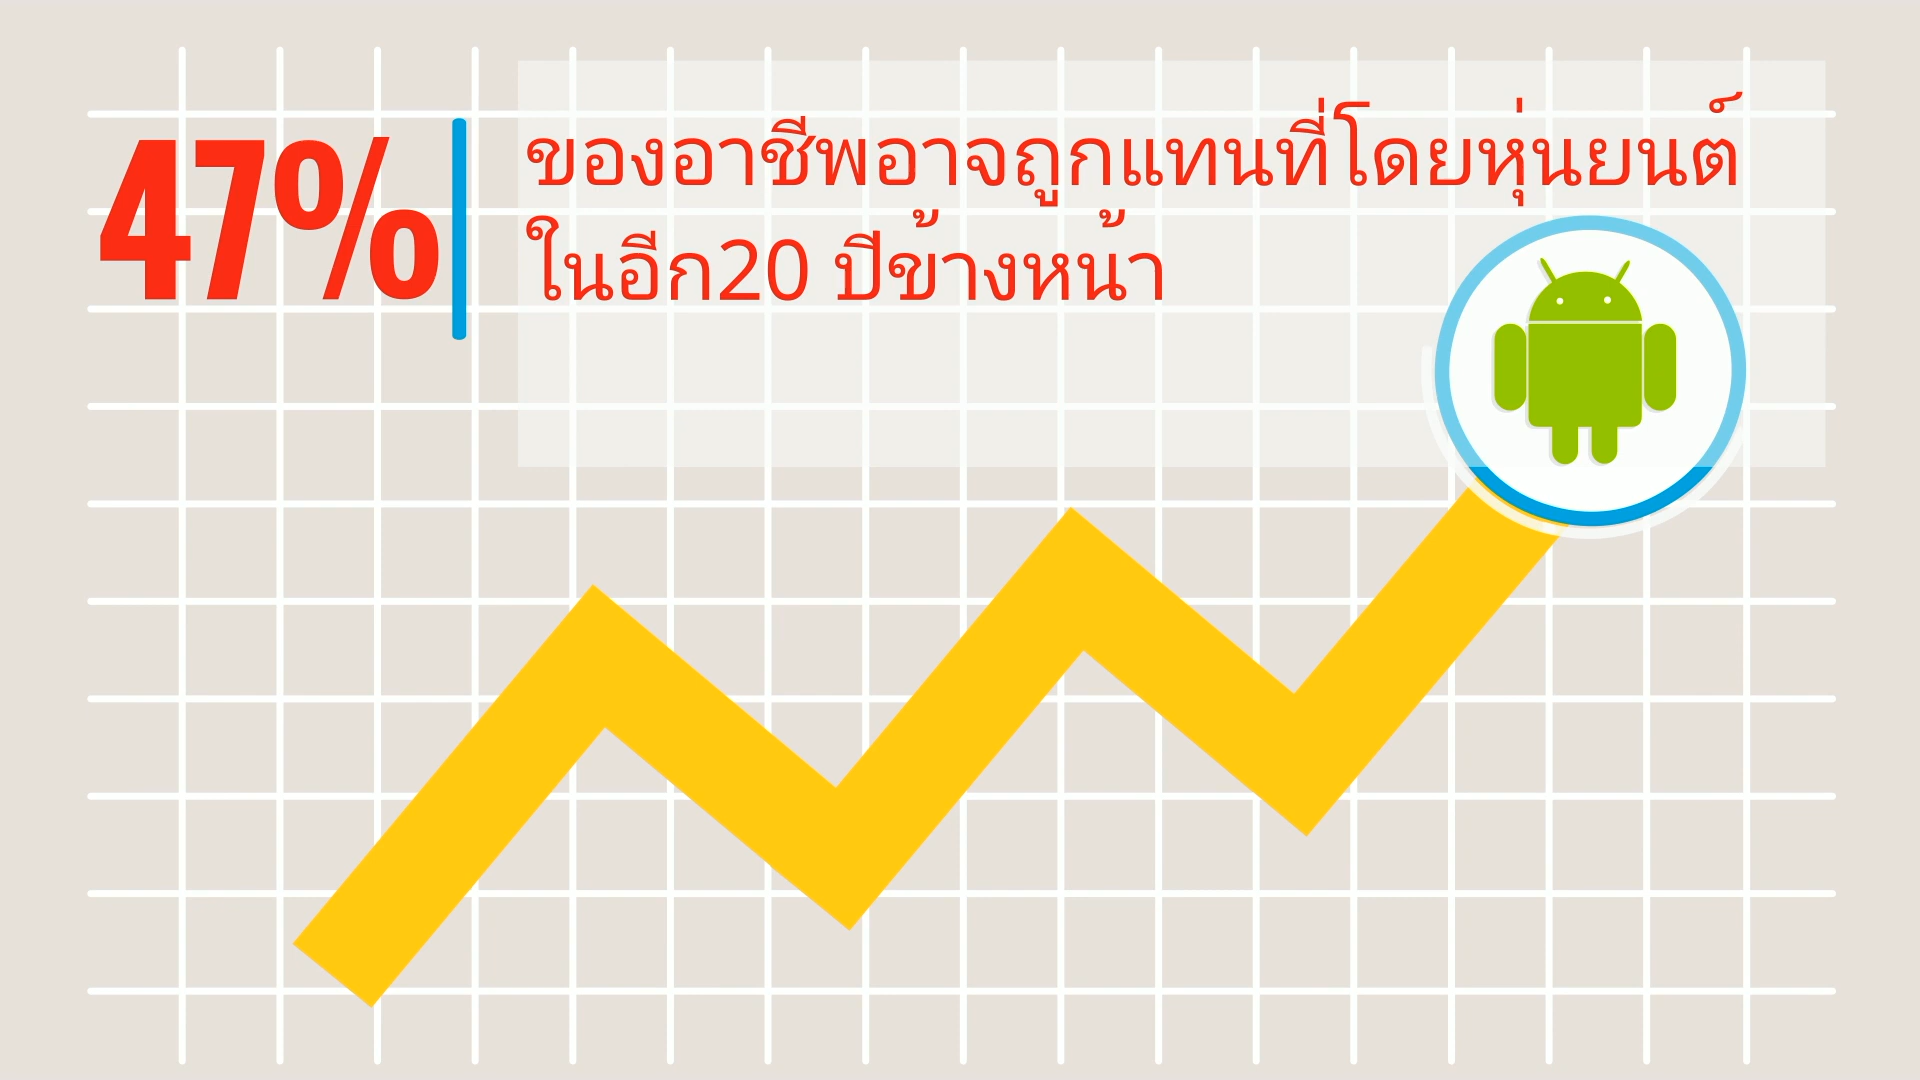 47%
ของอาชีพอาจถูกแทนที่โดยหุ่นยนต์
ในอีก20 ปีข้างหน้า